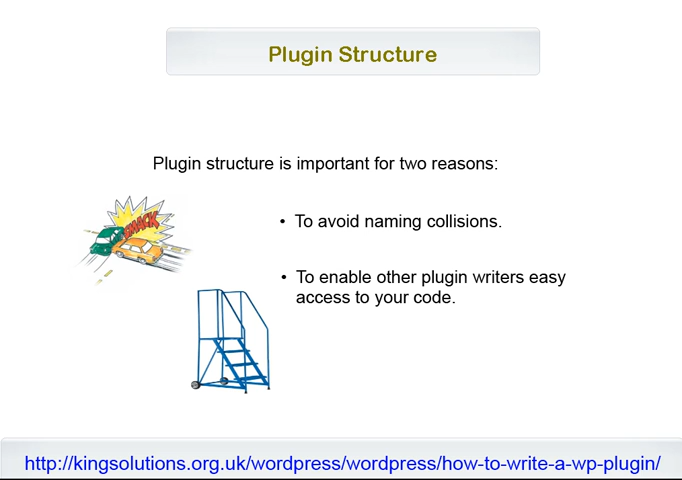 Plugin Structure
Plugin structure is important for two reasons:
SMACK
• To avoid naming collisions.
• To enable other plugin writers easy
access to your code.
http://kingsolutions.org.uk/wordpress/wordpress/how-to-write-a-wp-plugin/